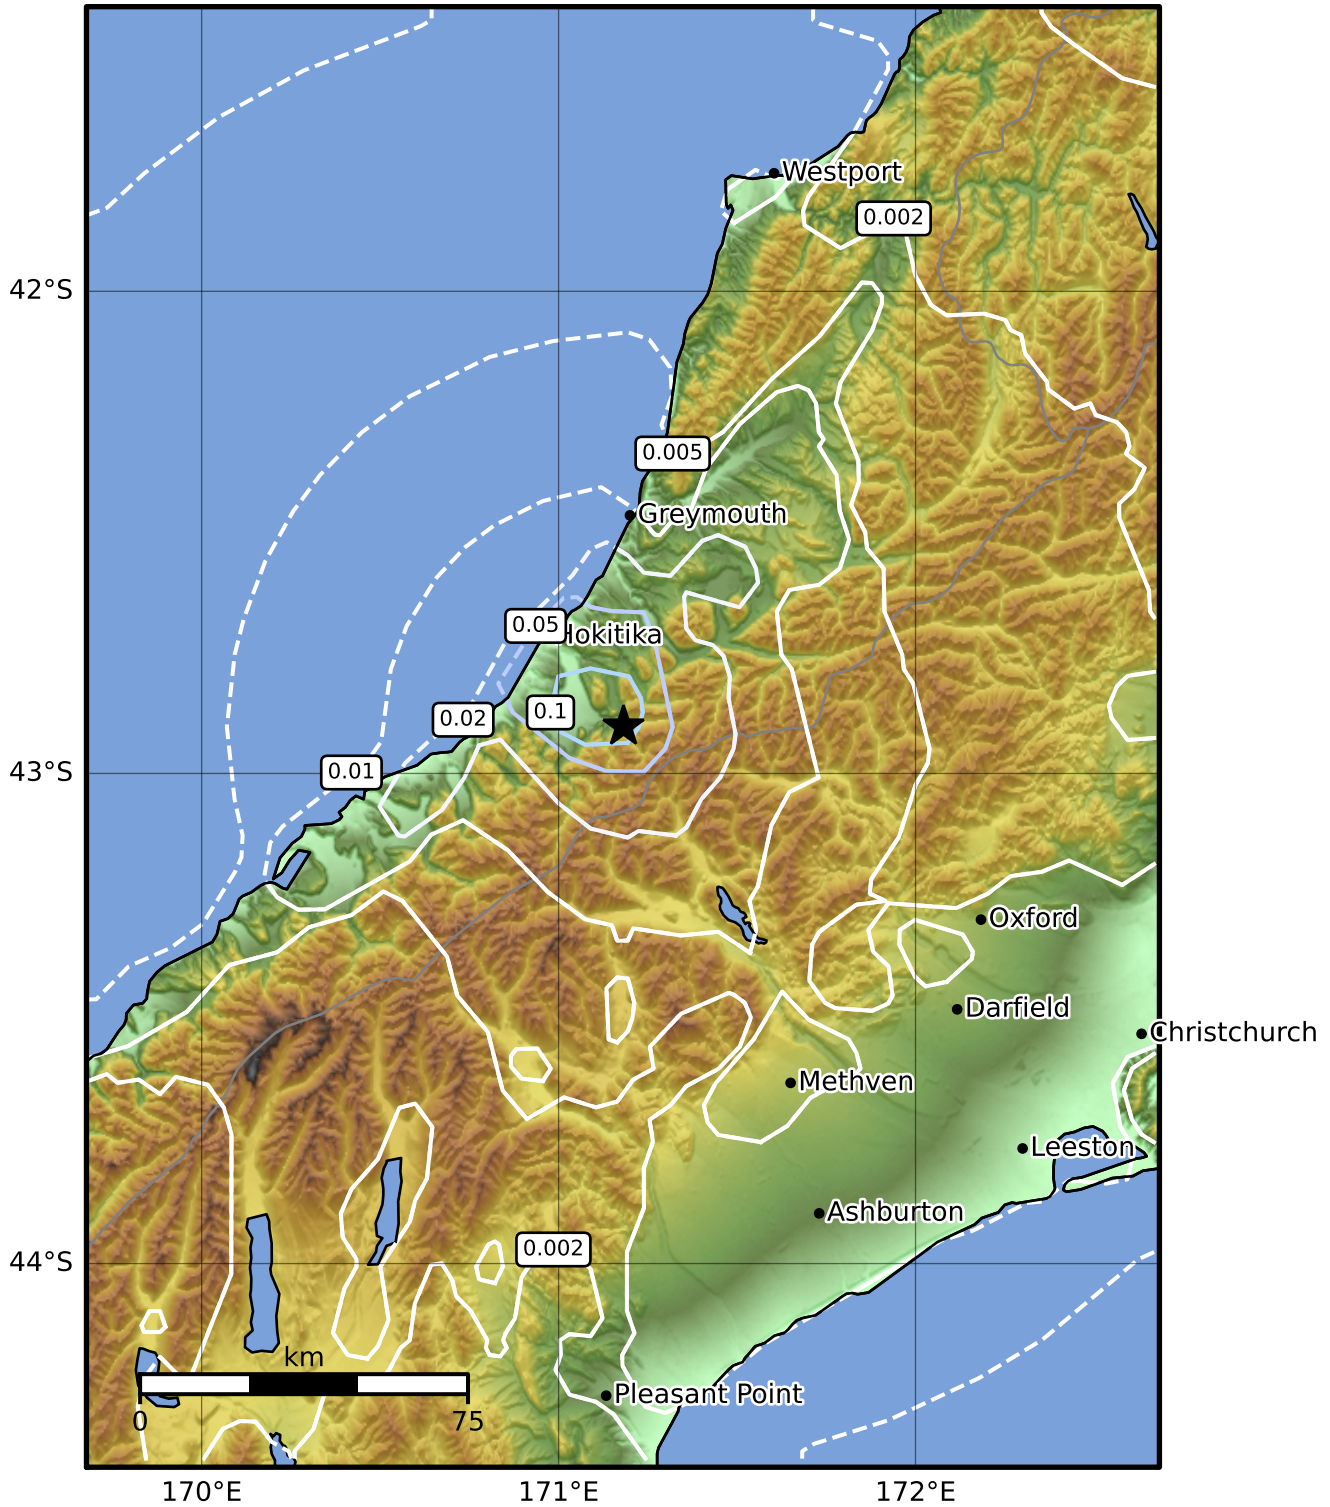 Westport
0.002
42°S
0.005
Greymouth
0.05
Hokitika
0.1
0.02
0.01
43°S
Oxford
Darfield
Christchurch
Methven
Leeston
Ashburton
0.002
44°S
km
Pleasant Point
0
75
170°E
171°E
172°E